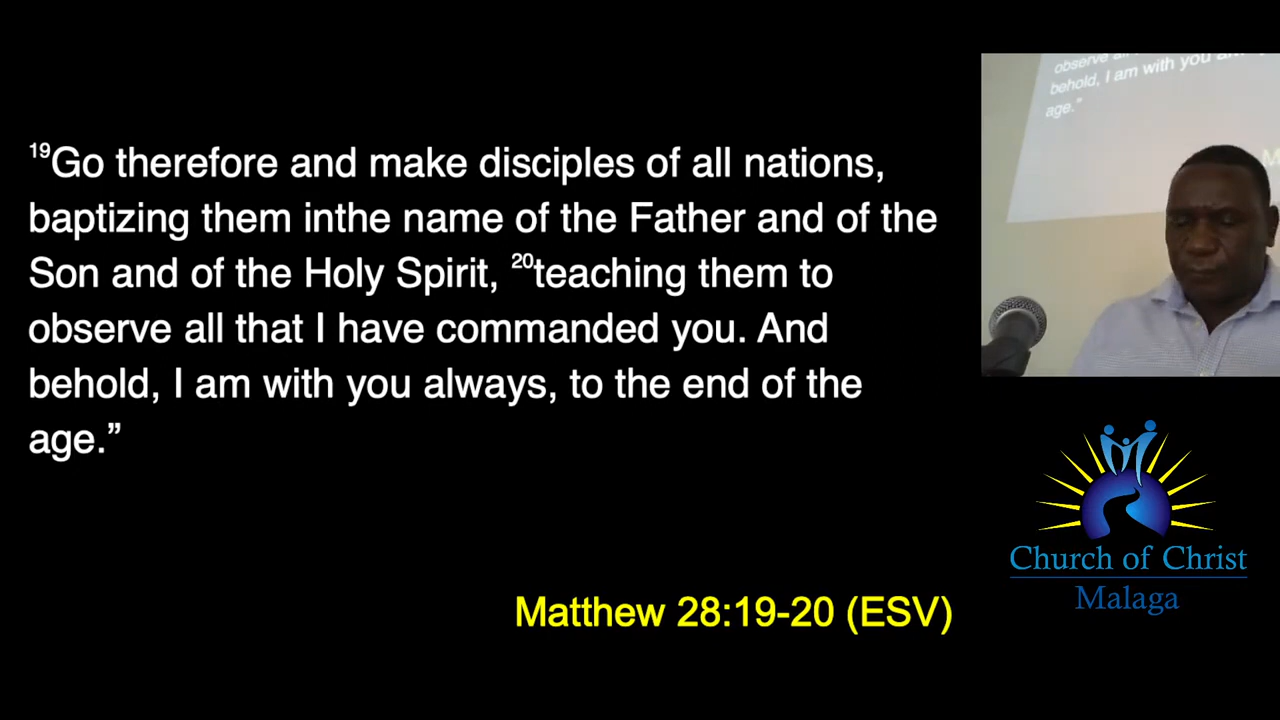 19Go therefore and make disciples of all nations,
baptizing them inthe name of the Father and of the
Son and of the Holy Spirit, 20teaching them to
observe all that I have commanded you. And
behold, I am with you always, to the end of the
age.”
Matthew 28:19-20 (ESV)
observe all
behold, I am with you
age.”
M
Church of Christ
Malaga